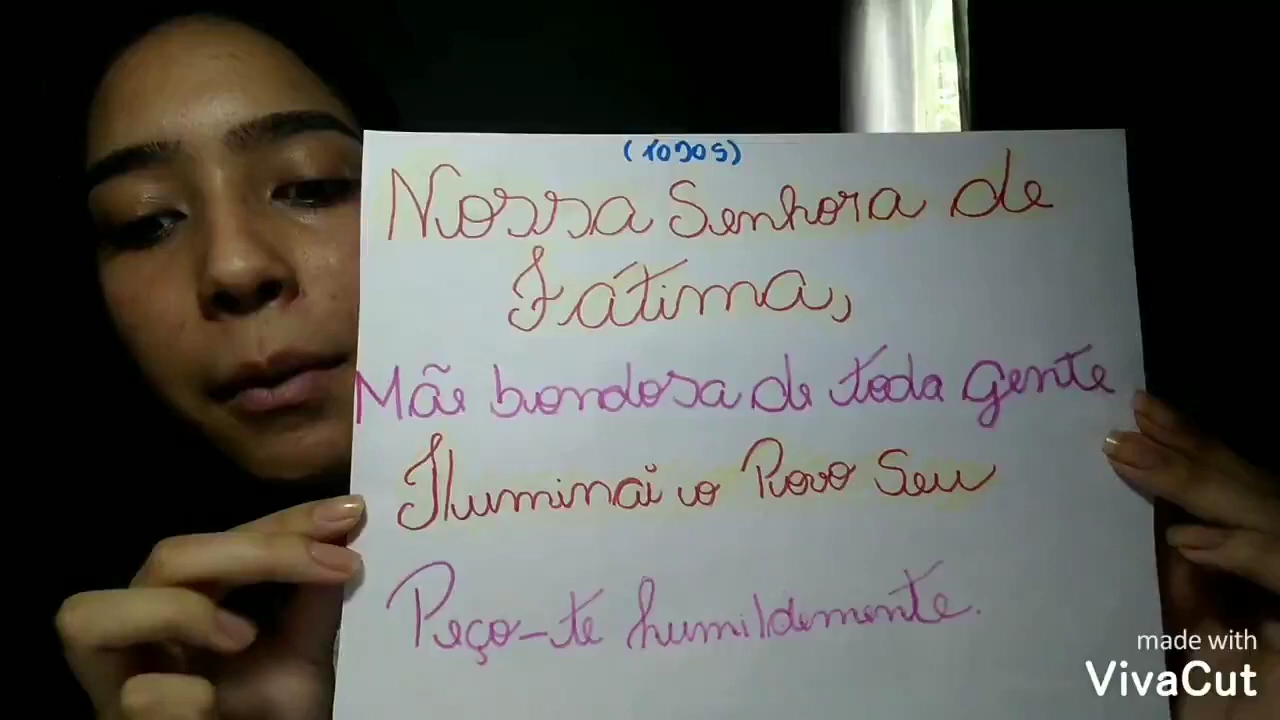 (TODOS)
Nossa Senhora de
Fátima,
Mãe bondosa de toda gente
Iluminai o Povo Seu
Peço-te humildemente.
made with
VivaCut